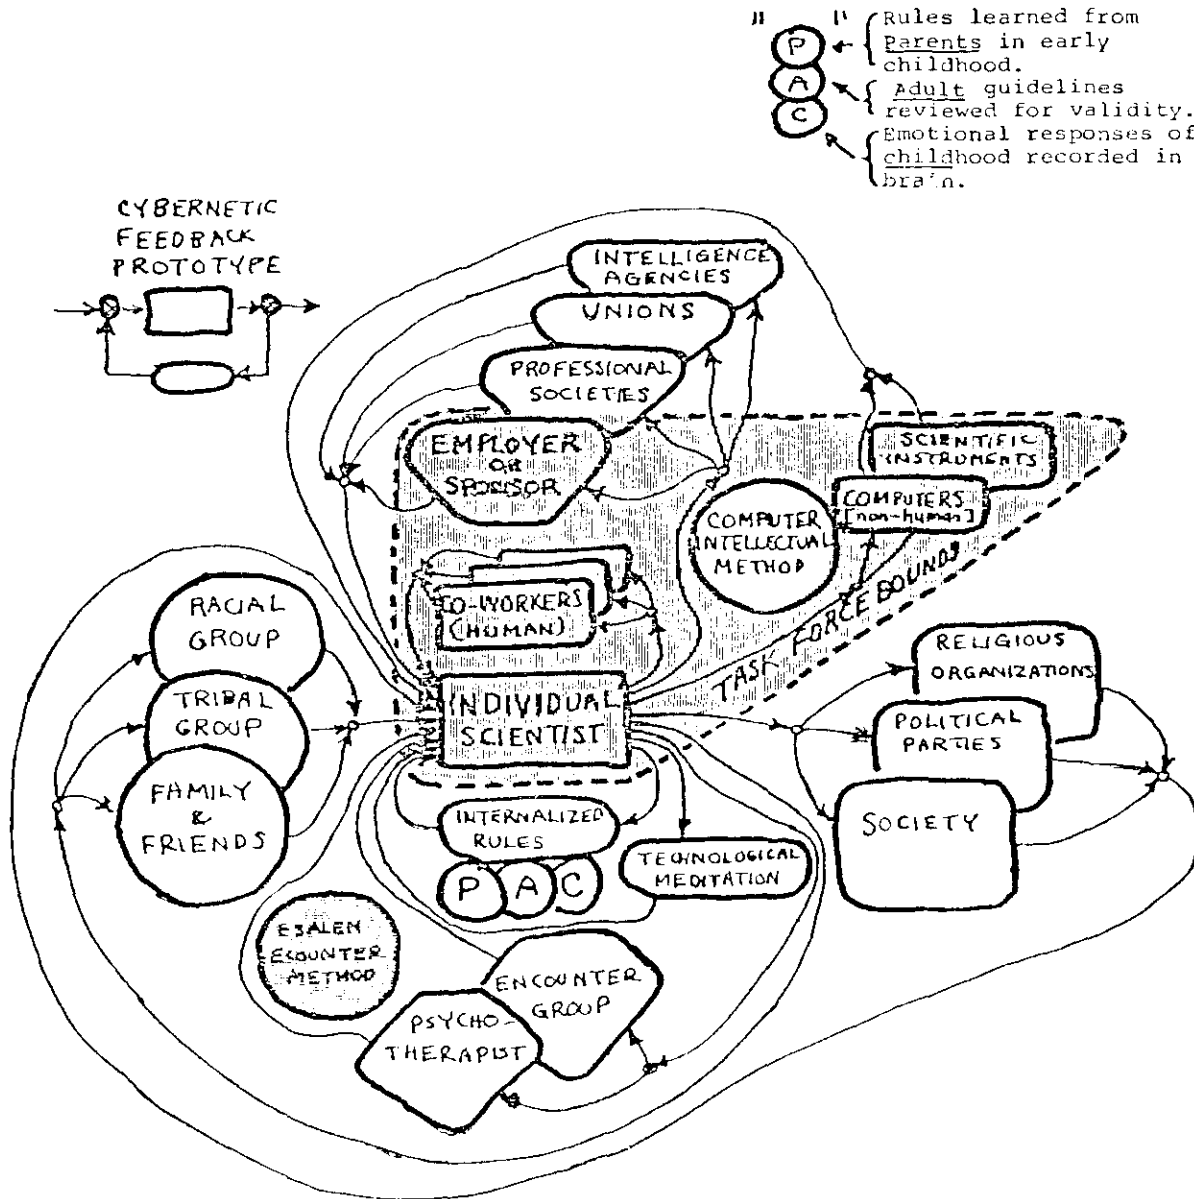 " "
P
A
C
Rules learned from
Parents in early
childhood.
Adult guidelines
reviewed for validity.
Emotional responses of
childhood recorded in
brain.
CYBERNETIC
FEEDBACK
PROTOTYPE
INTELLIGENCE
AGENCIES
UNIONS
PROFESSIONAL
SOCIETIES
EMPLOYER
OR
SPONSOR
SCIENTIFIC
INSTRUMENTS
COMPUTERS
[non-human]
COMPUTER
INTELLECTUAL
METHOD
CO-WORKERS
(HUMAN)
TASK FORCE BOUNDS
RACIAL
GROUP
TRIBAL
GROUP
FAMILY
&
FRIENDS
INDIVIDUAL
SCIENTIST
RELIGIOUS
ORGANIZATIONS
POLITICAL
PARTIES
SOCIETY
INTERNALIZED
RULES
P A C
TECHNOLOGICAL
MEDITATION
ESALEN
ECOUNTER
METHOD
ENCOUNTER
GROUP
PSYCHO-
THERAPIST